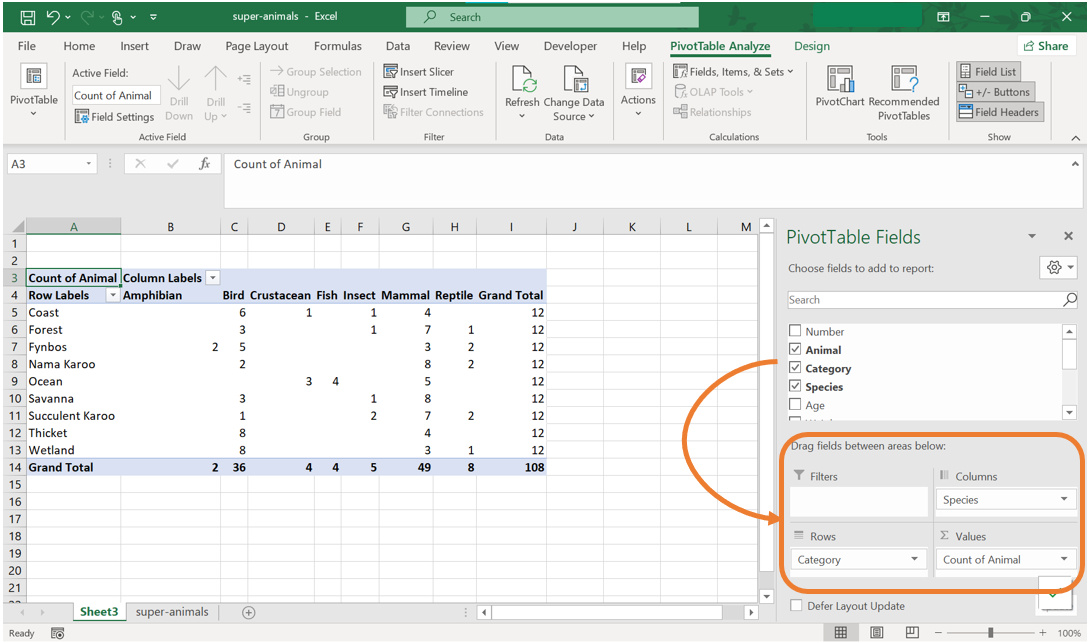 super-animals - Excel
Search
File Home Insert Draw Page Layout Formulas Data Review View Developer Help PivotTable Analyze Design Share
PivotTable
Active Field:
Count of Animal
Field Settings
Drill Down
Drill Up
Active Field
Group Selection
Ungroup
Group Field
Group
Insert Slicer
Insert Timeline
Filter Connections
Filter
Refresh
Change Data Source
Data
Actions
Fields, Items, & Sets
OLAP Tools
Relationships
Calculations
PivotChart
Recommended PivotTables
Tools
Field List
+/- Buttons
Field Headers
Show
A3 fx Count of Animal
A B C D E F G H I J K L M
1
2
3 Count of Animal Column Labels
4 Row Labels Amphibian Bird Crustacean Fish Insect Mammal Reptile Grand Total
5 Coast 6 1 1 4 12
6 Forest 3 1 7 1 12
7 Fynbos 2 5 3 2 12
8 Nama Karoo 2 8 2 12
9 Ocean 3 4 5 12
10 Savanna 3 1 8 12
11 Succulent Karoo 1 2 7 2 12
12 Thicket 8 4 12
13 Wetland 8 3 1 12
14 Grand Total 2 36 4 4 5 49 8 108
15
16
17
18
19
20
21
PivotTable Fields
Choose fields to add to report:
Search
Number
Animal
Category
Species
Age
Drag fields between areas below:
Filters
Columns
Species
Rows
Σ Values
Category
Count of Animal
Defer Layout Update
Sheet3 super-animals
Ready
100%